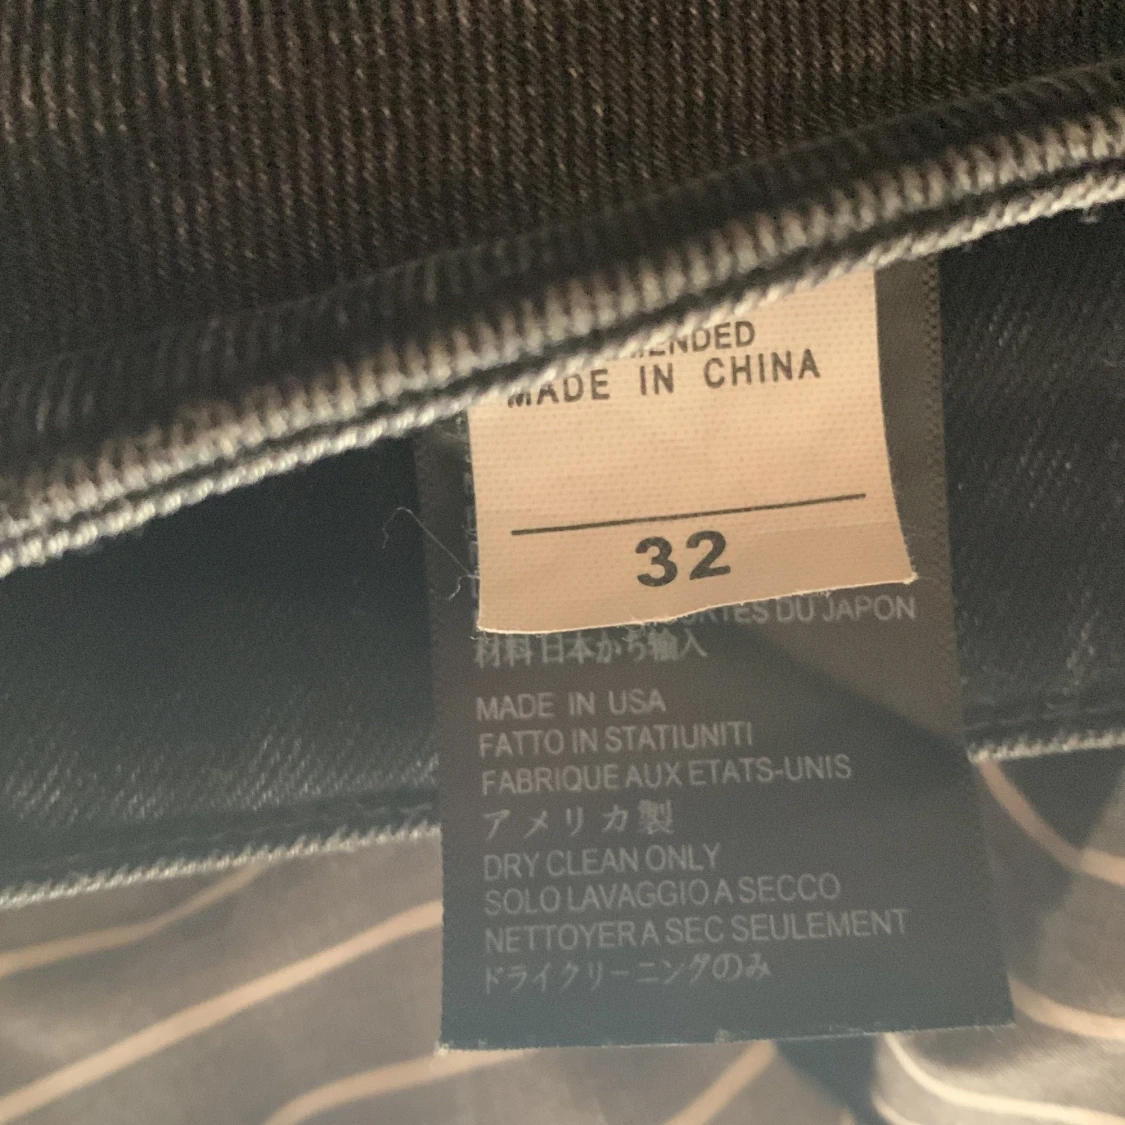 MADE IN CHINA
32
DU JAPON
材料 日本から輸入
MADE IN USA
FATTO IN STATIUNITI
FABRIQUE AUX ETATS-UNIS
アメリカ製
DRY CLEAN ONLY
SOLO LAVAGGIO A SECCO
NETTOYER A SEC SEULEMENT
ドライクリーニングのみ